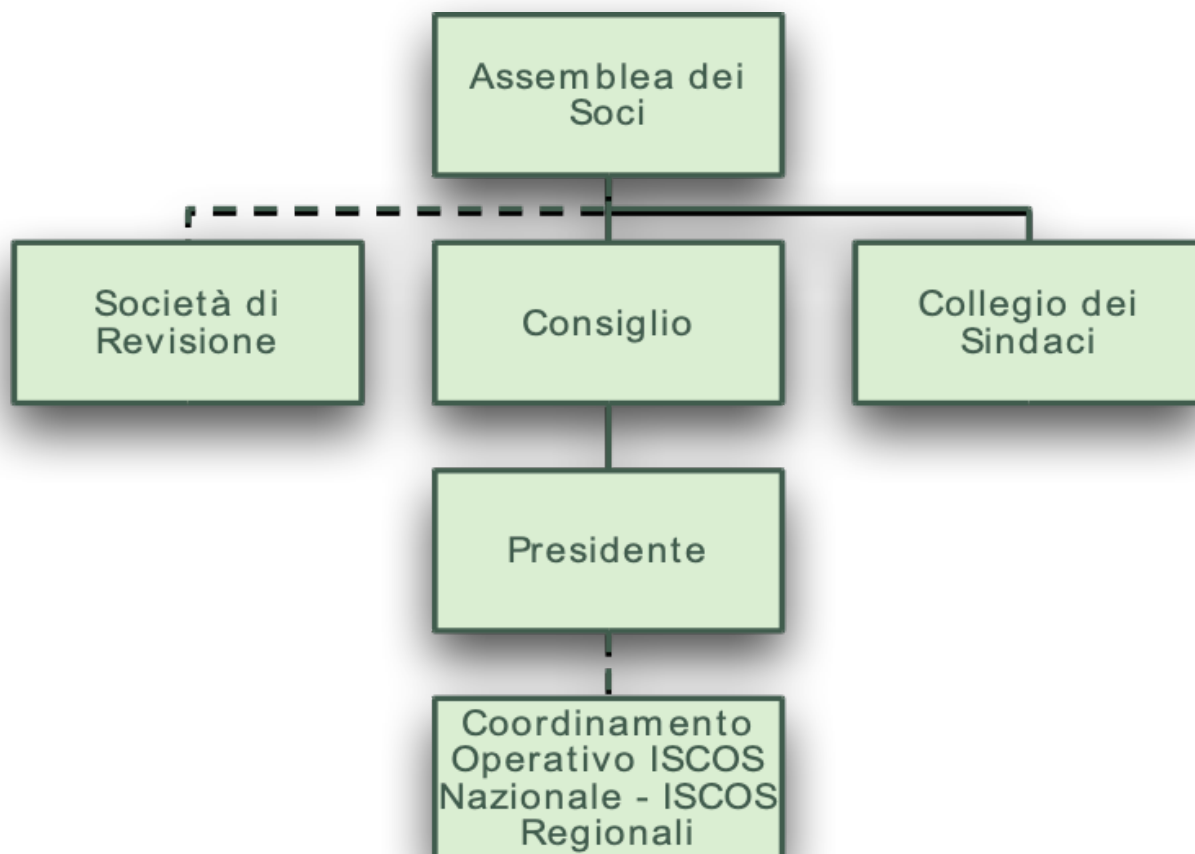 Assemblea dei
Soci
Società di
Revisione
Consiglio
Collegio dei
Sindaci
Presidente
Coordinamento
Operativo ISCOS
Nazionale - ISCOS
Regionali